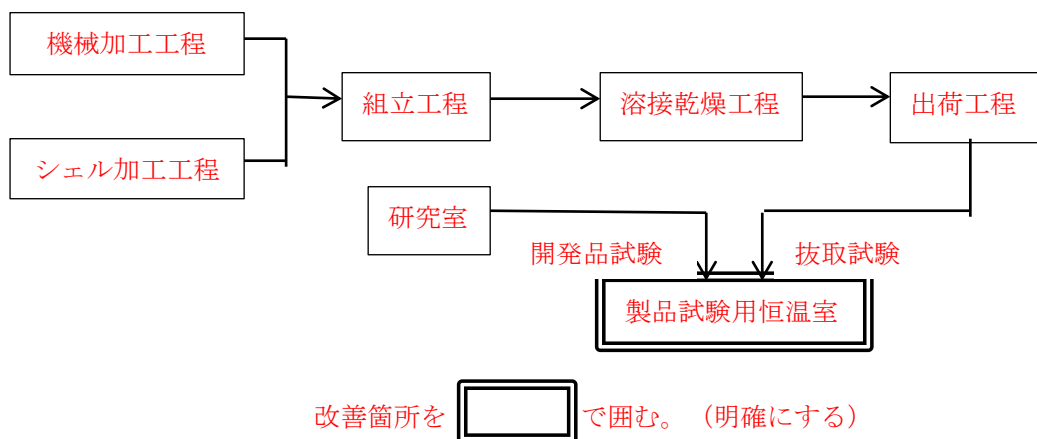 機械加工工程
組立工程
溶接乾燥工程
出荷工程
シェル加工工程
研究室
開発品試験
抜取試験
製品試験用恒温室
改善箇所を
で囲む。（明確にする）